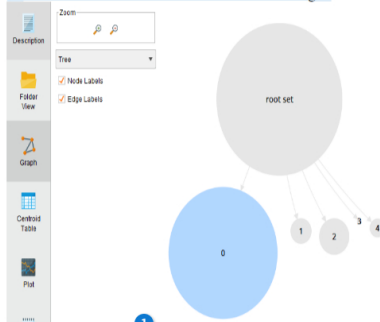 Description
Folder
View
Graph
Centroid
Table
Plot
Zoom
Tree
Node Labels
Edge Labels
root set
0
1
2
3
4
1